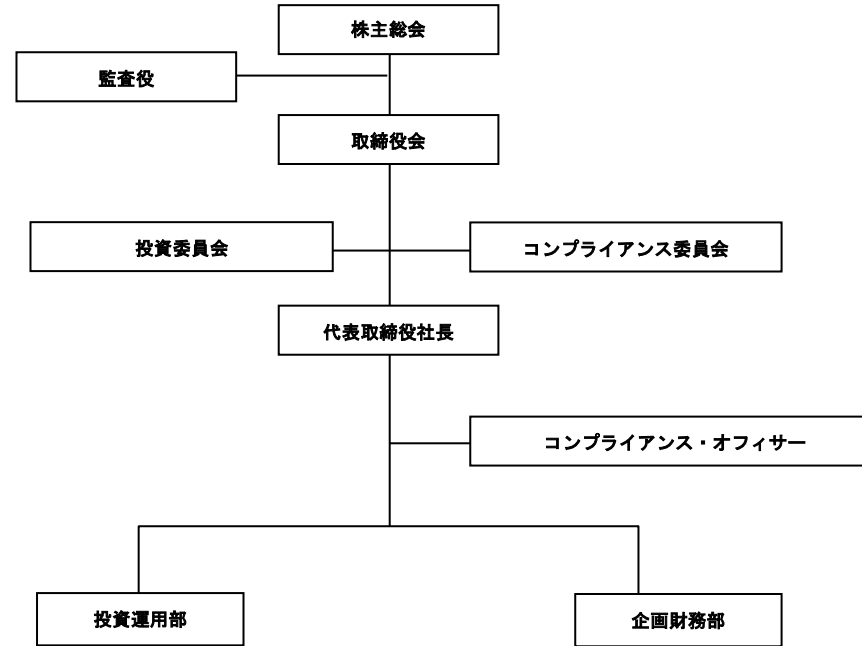 株主総会
監査役
取締役会
投資委員会
コンプライアンス委員会
代表取締役社長
コンプライアンス・オフィサー
投資運用部
企画財務部